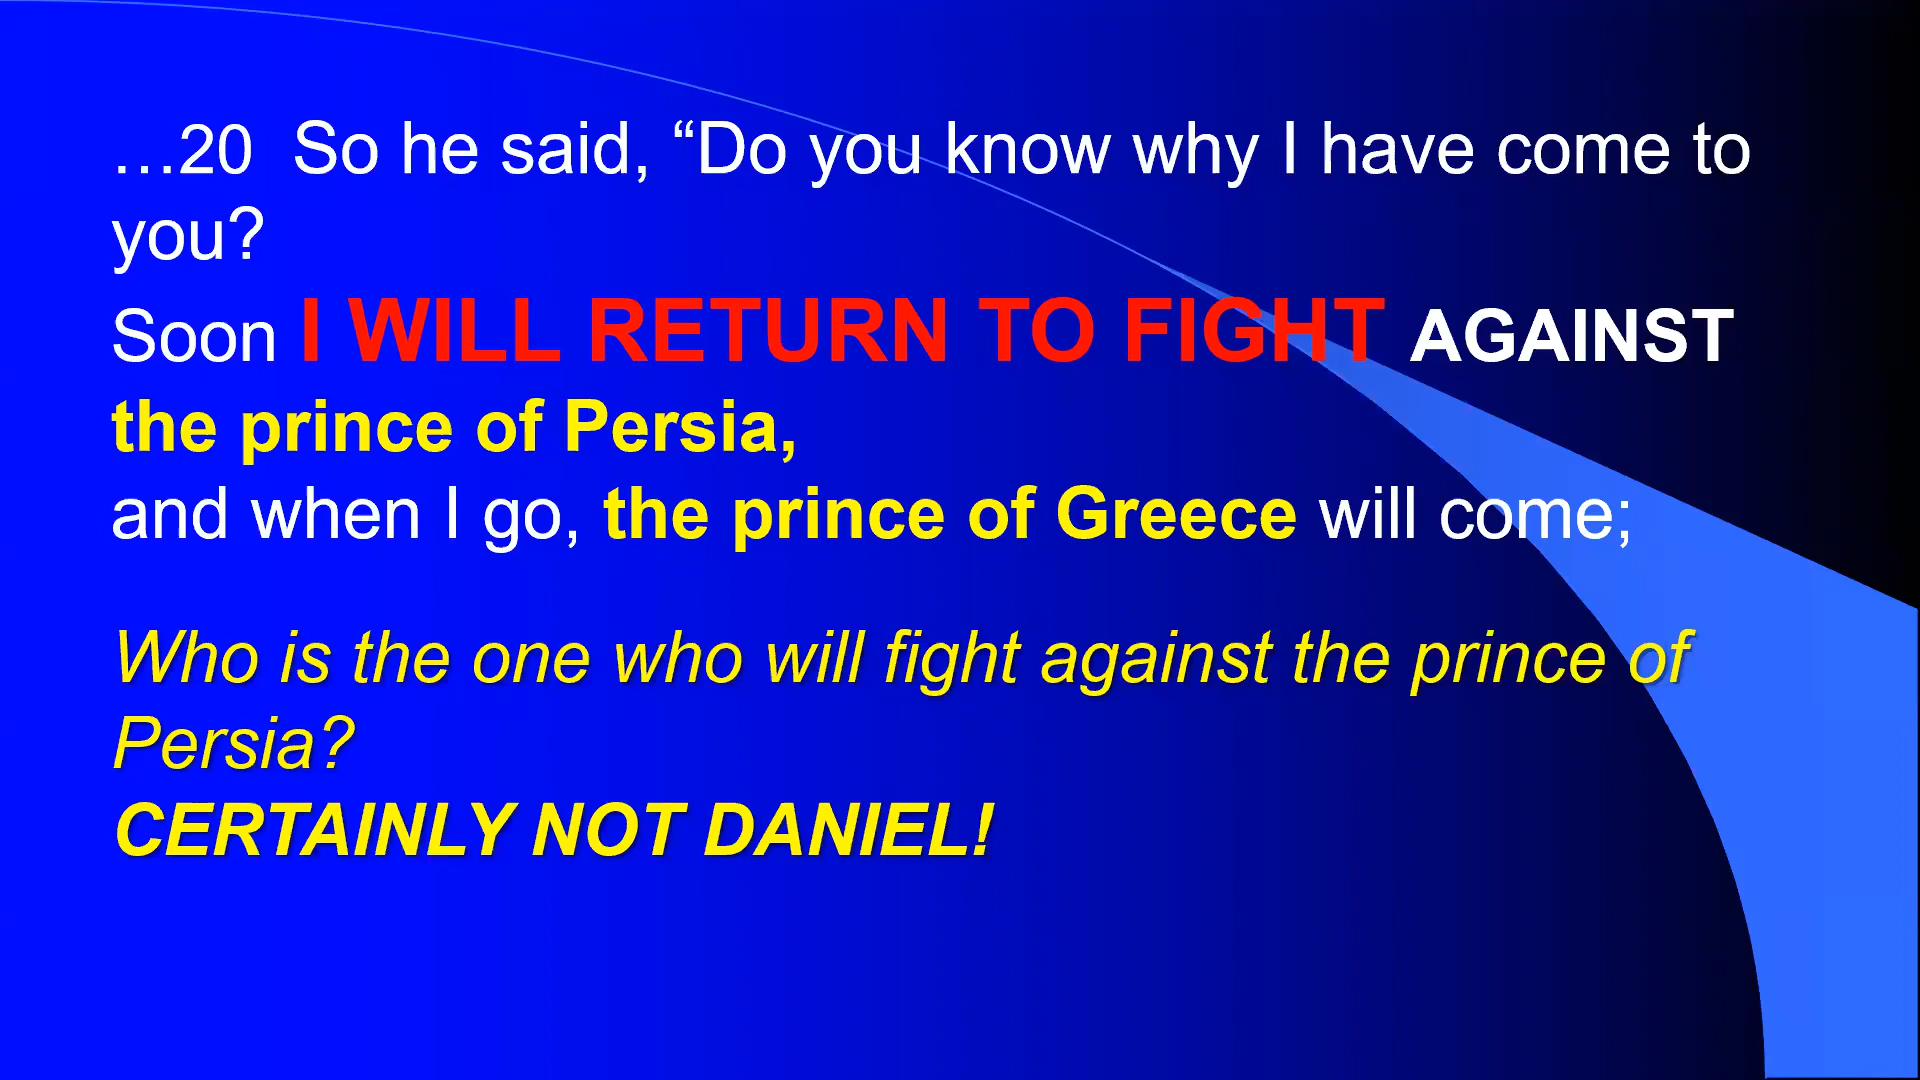 …20  So he said, “Do you know why I have come to
you?
Soon I WILL RETURN TO FIGHT AGAINST
the prince of Persia,
and when I go, the prince of Greece will come;
Who is the one who will fight against the prince of
Persia?
CERTAINLY NOT DANIEL!